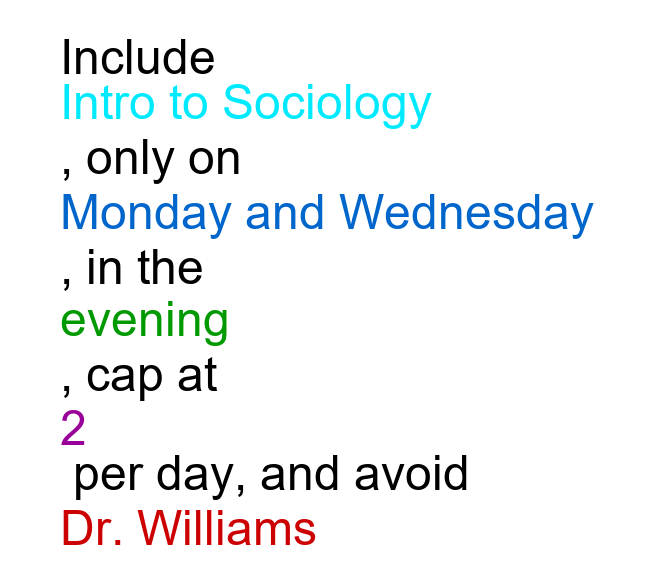 Include
Intro to Sociology
, only on
Monday and Wednesday
, in the
evening
, cap at
2
per day, and avoid
Dr. Williams